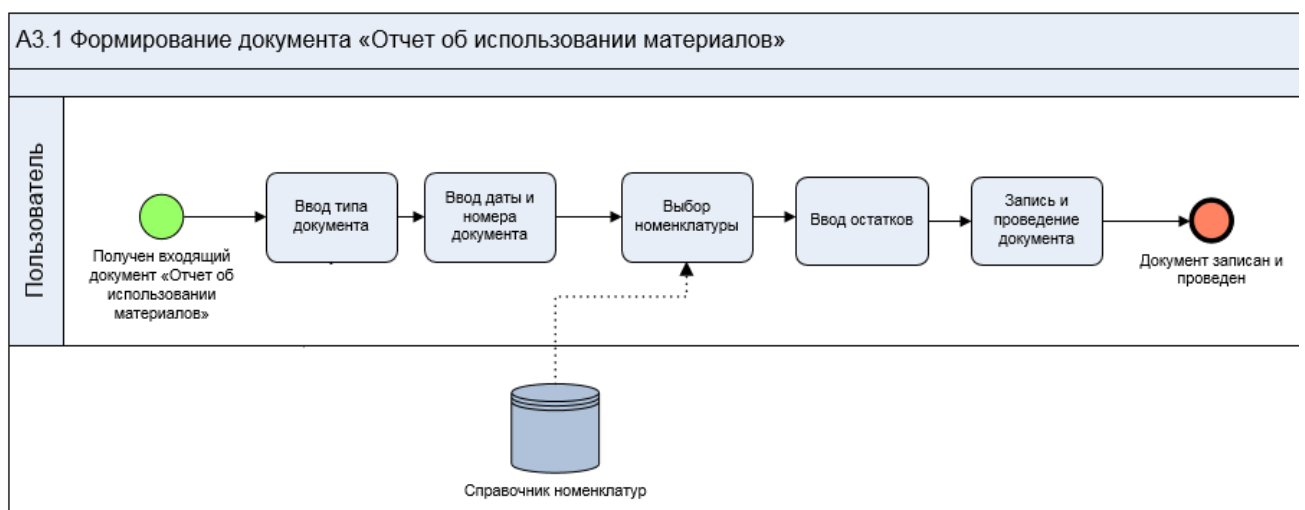 А3.1 Формирование документа «Отчет об использовании материалов»
Пользователь
Получен входящий
документ «Отчет об
использовании
материалов»
Ввод типа
документа
Ввод даты и
номера
документа
Выбор
номенклатуры
Ввод остатков
Запись и
проведение
документа
Документ записан и
проведен
Справочник номенклатур